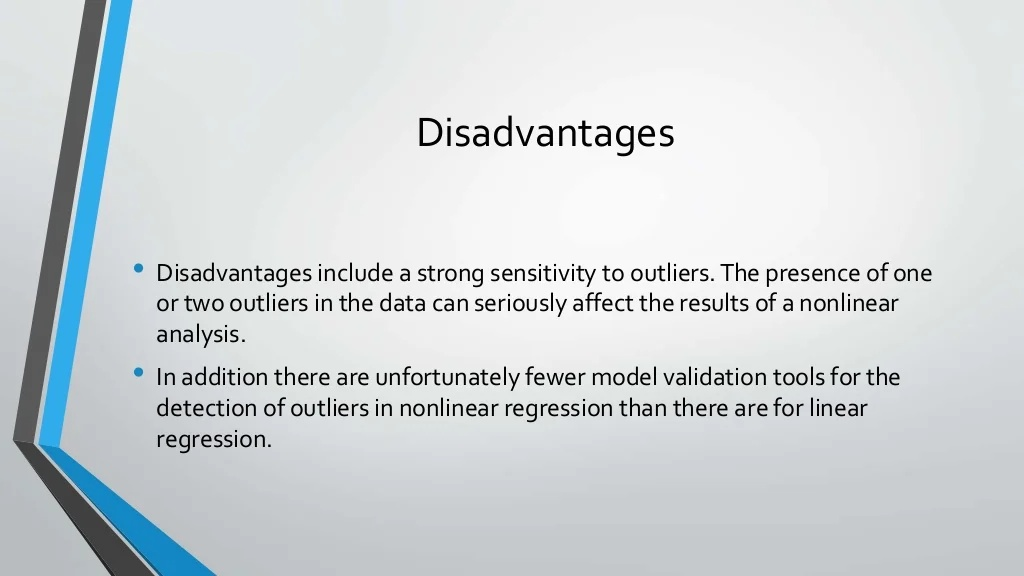 Disadvantages
• Disadvantages include a strong sensitivity to outliers. The presence of one
or two outliers in the data can seriously affect the results of a nonlinear
analysis.
• In addition there are unfortunately fewer model validation tools for the
detection of outliers in nonlinear regression than there are for linear
regression.